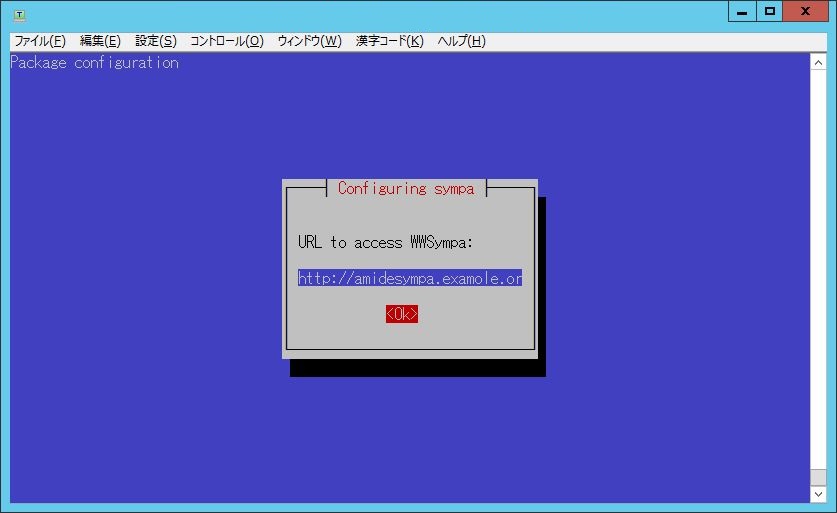 ファイル(F) 編集(E) 設定(S) コントロール(O) ウィンドウ(W) 漢字コード(K) ヘルプ(H)
Package configuration
Configuring sympa
URL to access WWSympa:
http://amidesympa.examole.or
<Ok>